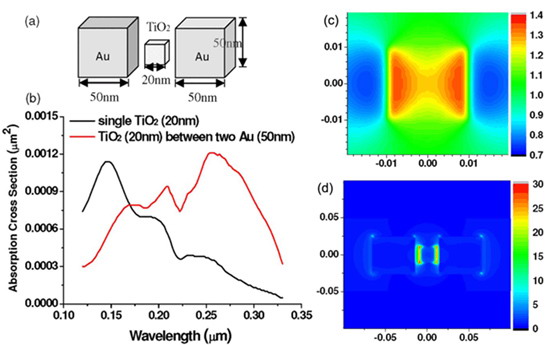 (a)
TiO2
Au
50nm
Au
50nm
20nm
50nm
(b)
single TiO2 (20nm)
TiO2 (20nm) between two Au (50nm)
Absorption Cross Section (μm2)
0.0015
0.0012
0.0009
0.0006
0.0003
0.0000
0.10 0.15 0.20 0.25 0.30 0.35
Wavelength (μm)
(c)
0.01
0.00
-0.01
-0.01 0.00 0.01
1.4
1.3
1.2
1.1
1.0
0.9
0.8
0.7
(d)
0.05
0.00
-0.05
-0.05 0.00 0.05
30
25
20
15
10
5
0